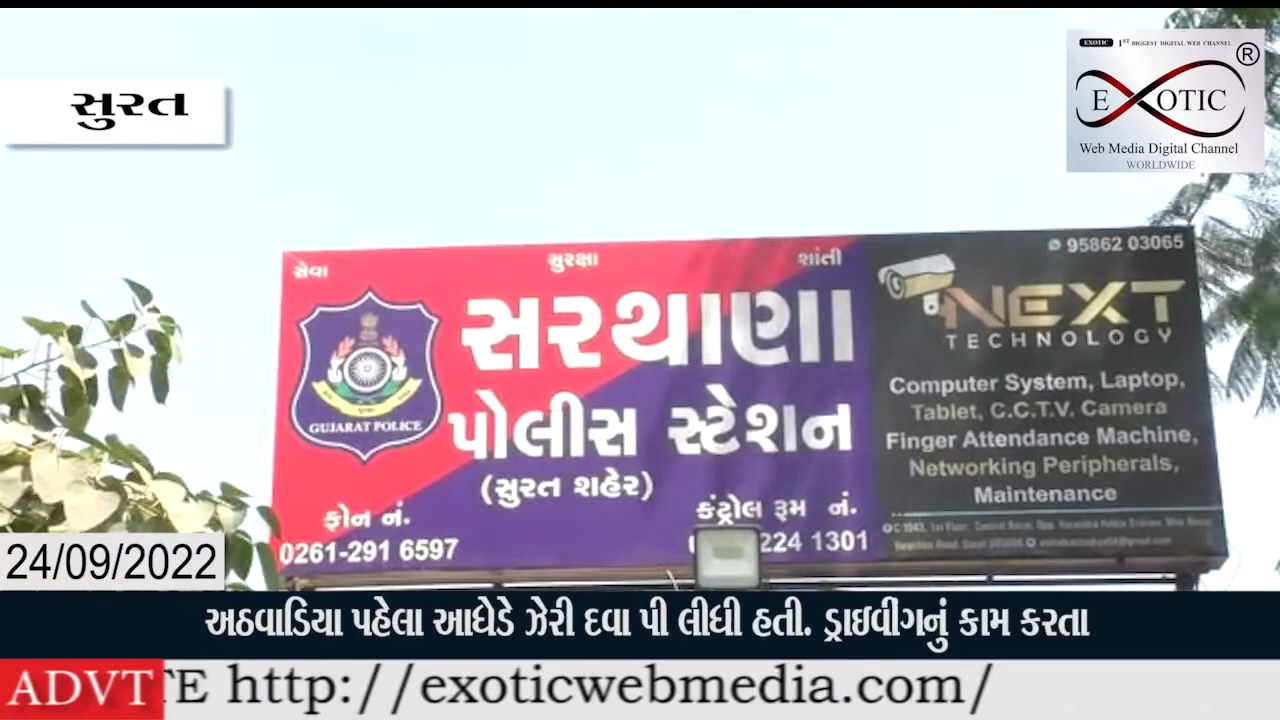 સુરત
EXOTIC 1ST BIGGEST DIGITAL WEB CHANNEL
®
EXOTIC
Web Media Digital Channel
WORLDWIDE
સેવા સુરક્ષા શાંતી
સરથાણા
પોલીસ સ્ટેશન
(સુરત શહેર)
GUJARAT POLICE
ફોન નં.
0261-291 6597
કંટ્રોલ રૂમ નં.
224 1301
95862 03065
NEXT
TECHNOLOGY
Computer System, Laptop,
Tablet, C.C.T.V. Camera
Finger Attendance Machine,
Networking Peripherals,
Maintenance
24/09/2022
અઠવાડિયા પહેલા આધેડે ઝેરી દવા પી લીધી હતી. ડ્રાઇવીંગનું કામ કરતા
ADVT TE http://exoticwebmedia.com/